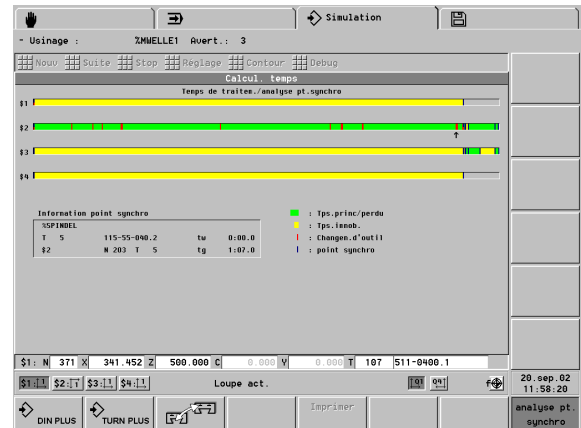 Simulation
- Usinage : %MWELLE1 Avert.: 3
Nouv Suite Stop Réglage Contour Debug
Calcul. temps
Temps de traitem./analyse pt.synchro
$1
$2
$3
$4
Information point synchro
%SPINDEL
T 5 115-55-040.2 tw 0:00.0
$2 N 203 T 5 tg 1:07.0
: Tps.princ/perdu
: Tps.immob.
: Changem.d'outil
: point synchro
$1: N 371 X 341.452 Z 500.000 C 0.000 Y 0.000 T 107 511-0400.1
$1: $2: $3: $4: Loupe act.
20.sep.02
11:58:20
DIN PLUS TURN PLUS Imprimer
analyse pt.
synchro